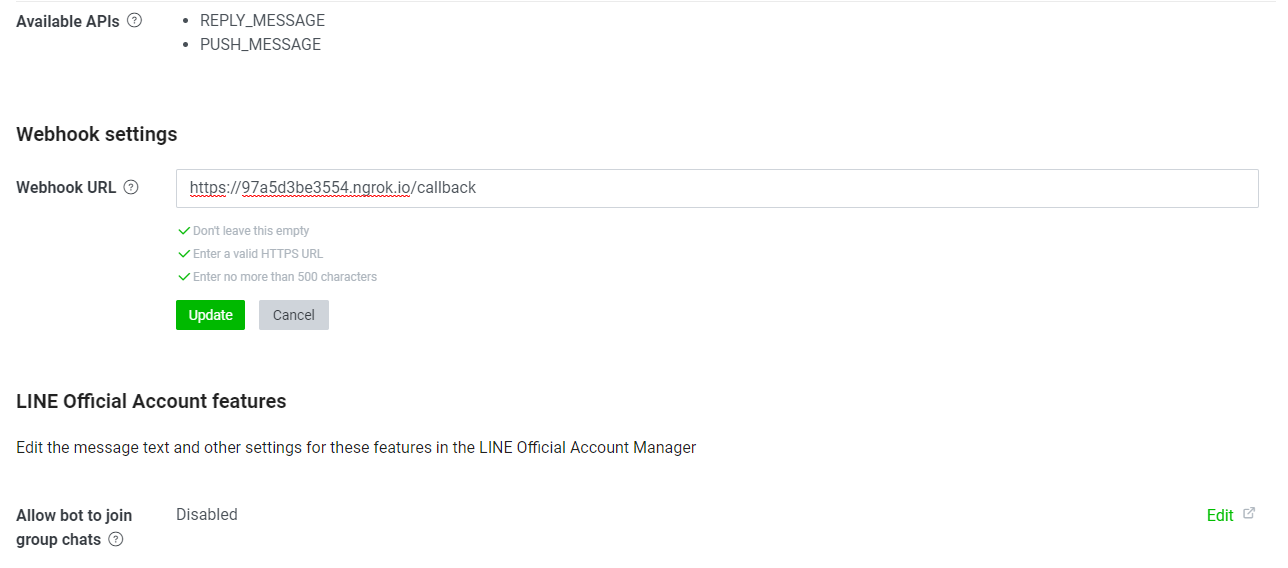 Available APIs
• REPLY_MESSAGE
• PUSH_MESSAGE
Webhook settings
Webhook URL
https://97a5d3be3554.ngrok.io/callback
Don't leave this empty
Enter a valid HTTPS URL
Enter no more than 500 characters
Update Cancel
LINE Official Account features
Edit the message text and other settings for these features in the LINE Official Account Manager
Allow bot to join
group chats
Disabled
Edit